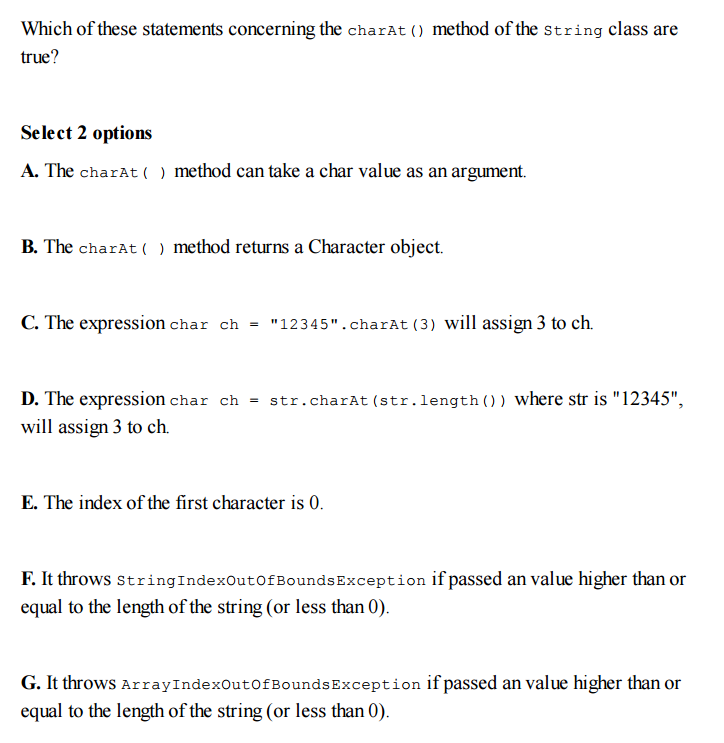 Which of these statements concerning the charAt() method of the String class are
true?
Select 2 options
A. The charAt( ) method can take a char value as an argument.
B. The charAt( ) method returns a Character object.
C. The expression char ch = "12345".charAt(3) will assign 3 to ch.
D. The expression char ch = str.charAt(str.length()) where str is "12345",
will assign 3 to ch.
E. The index of the first character is 0.
F. It throws StringIndexOutOfBoundsException if passed an value higher than or
equal to the length of the string (or less than 0).
G. It throws ArrayIndexOutOfBoundsException if passed an value higher than or
equal to the length of the string (or less than 0).